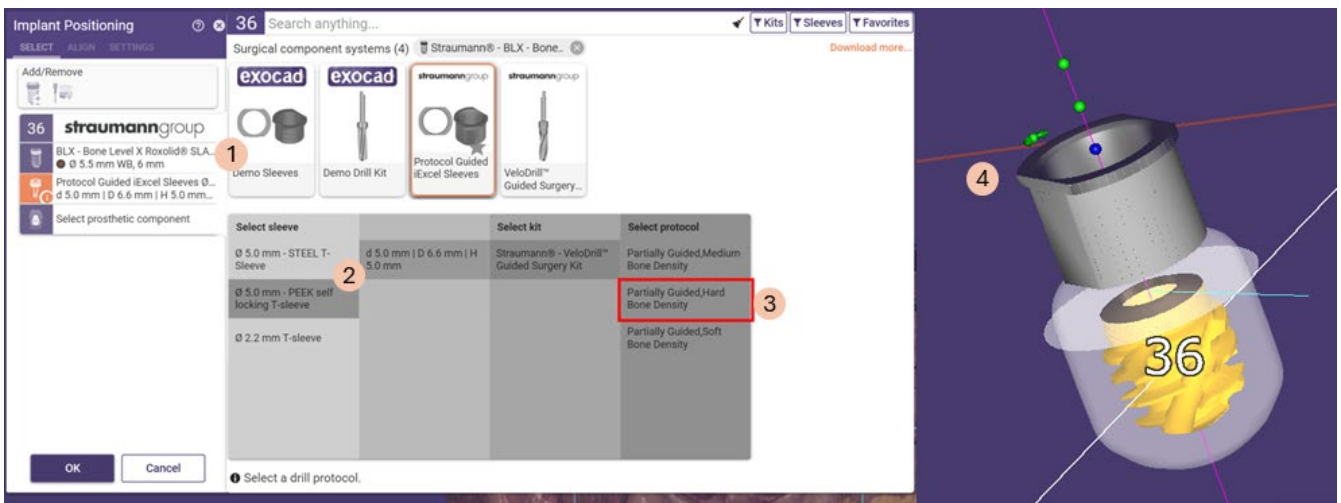 Implant Positioning
SELECT ALIGN SETTINGS
Add/Remove
36 straumanngroup
BLX - Bone Level X Roxolid® SLA...
Ø 5.5 mm WB, 6 mm
Protocol Guided iExcel Sleeves Ø...
d 5.0 mm | D 6.6 mm | H 5.0 mm...
Select prosthetic component
OK Cancel
1
36 Search anything...
Kits Sleeves Favorites
Surgical component systems (4) Straumann® - BLX - Bone..
Download more...
exocad
Demo Sleeves
exocad
Demo Drill Kit
straumanngroup
Protocol Guided
iExcel Sleeves
straumanngroup
VeloDrill™
Guided Surgery...
Select sleeve
Ø 5.0 mm - STEEL T-
Sleeve
Ø 5.0 mm - PEEK self
locking T-sleeve
Ø 2.2 mm T-sleeve
2
d 5.0 mm | D 6.6 mm | H
5.0 mm
Select kit
Straumann® - VeloDrill™
Guided Surgery Kit
Select protocol
Partially Guided,Medium
Bone Density
Partially Guided,Hard
Bone Density
Partially Guided,Soft
Bone Density
3
Select a drill protocol.
4
36